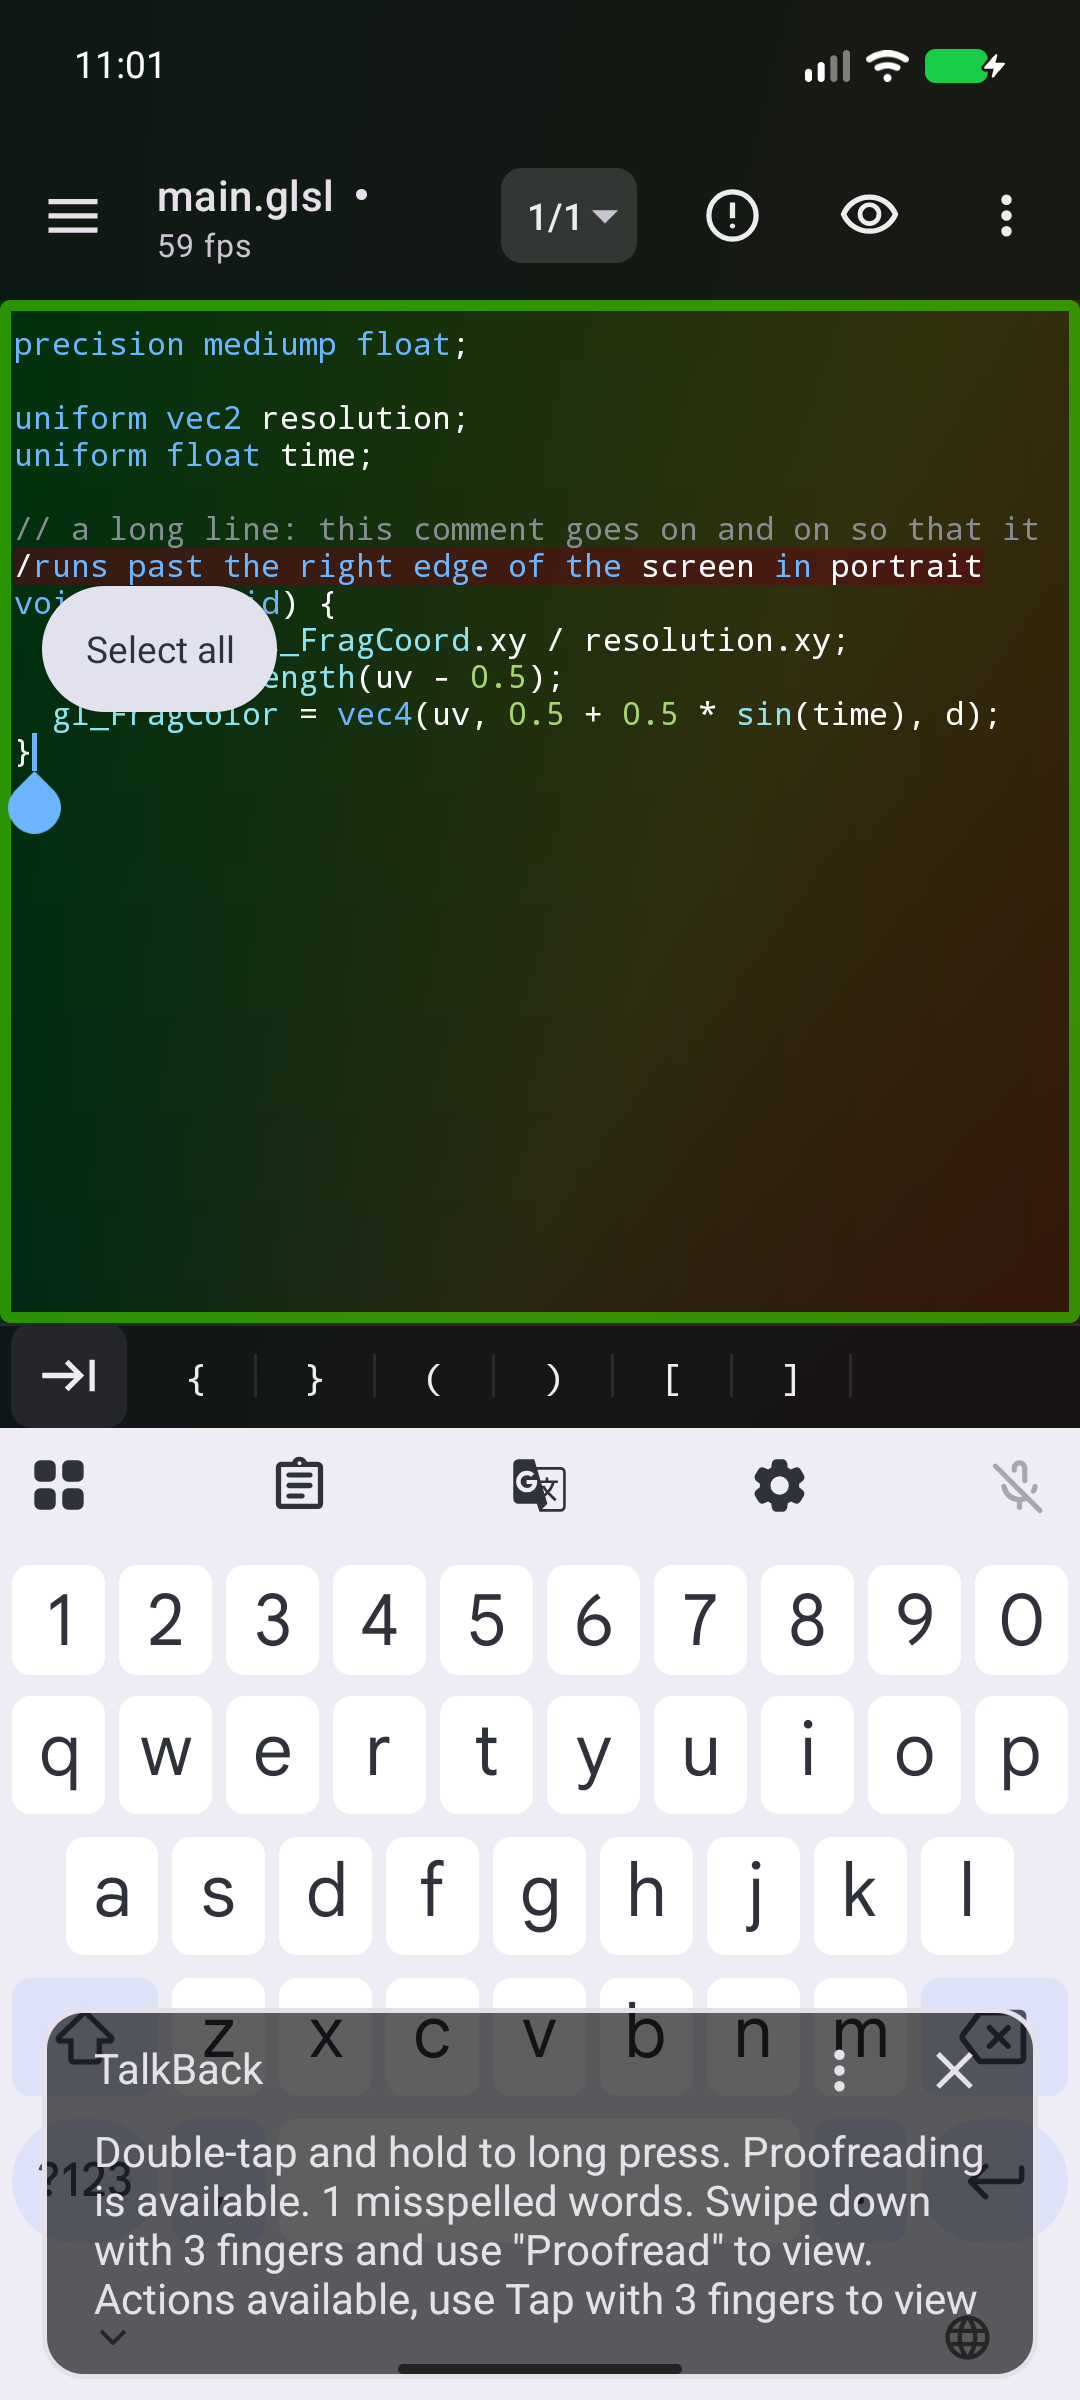 11:01
main.glsl •
59 fps
1/1
precision mediump float;
uniform vec2 resolution;
uniform float time;
// a long line: this comment goes on and on so that it
/runs past the right edge of the screen in portrait
voi d) {
_FragCoord.xy / resolution.xy;
ength(uv - 0.5);
gl_FragColor = vec4(uv, 0.5 + 0.5 * sin(time), d);
}
Select all
{ } ( ) [ ]
1 2 3 4 5 6 7 8 9 0
q w e r t y u i o p
a s d f g h j k l
z x c v b n m
?123
TalkBack
Double-tap and hold to long press. Proofreading
is available. 1 misspelled words. Swipe down
with 3 fingers and use "Proofread" to view.
Actions available, use Tap with 3 fingers to view